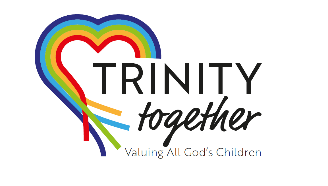 TRINITY
together
Valuing All God's Children